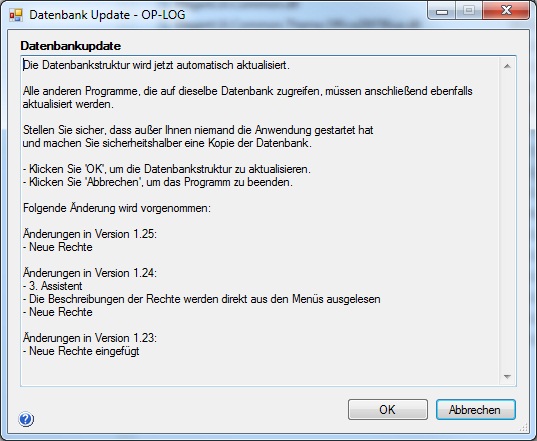 Datenbank Update - OP-LOG
Datenbankupdate
Die Datenbankstruktur wird jetzt automatisch aktualisiert.
Alle anderen Programme, die auf dieselbe Datenbank zugreifen, müssen anschließend ebenfalls
aktualisiert werden.
Stellen Sie sicher, dass außer Ihnen niemand die Anwendung gestartet hat
und machen Sie sicherheitshalber eine Kopie der Datenbank.
- Klicken Sie 'OK', um die Datenbankstruktur zu aktualisieren.
- Klicken Sie 'Abbrechen', um das Programm zu beenden.
Folgende Änderung wird vorgenommen:
Änderungen in Version 1.25:
- Neue Rechte
Änderungen in Version 1.24:
- 3. Assistent
- Die Beschreibungen der Rechte werden direkt aus den Menüs ausgelesen
- Neue Rechte
Änderungen in Version 1.23:
- Neue Rechte eingefügt
OK
Abbrechen